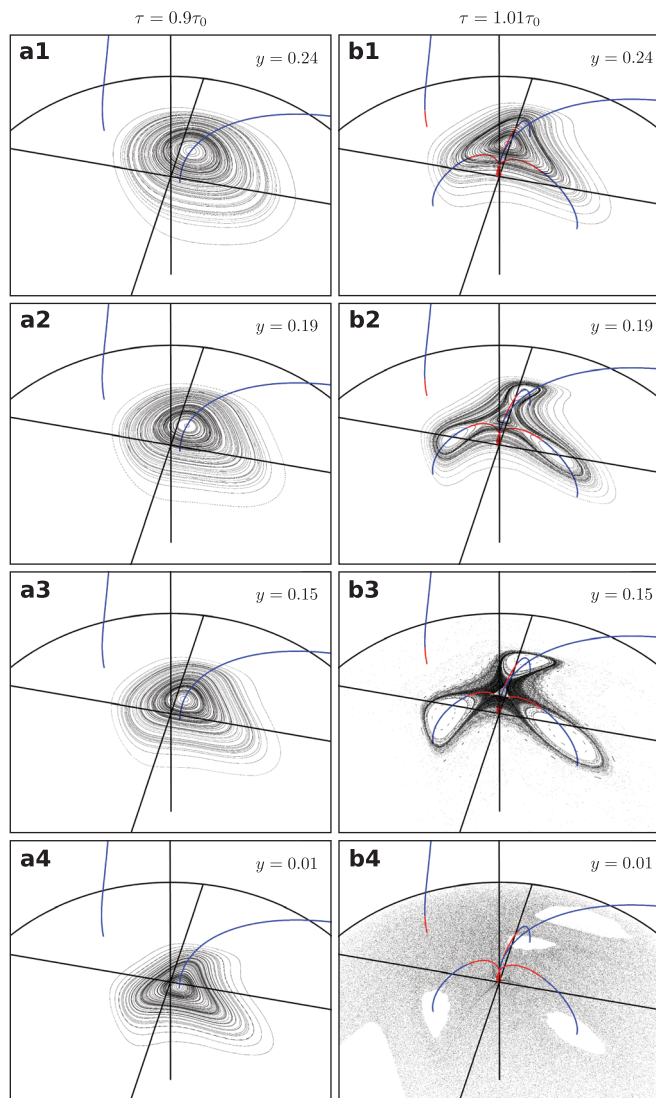 τ = 0.9τ₀
τ = 1.01τ₀
a1
y = 0.24
b1
y = 0.24
a2
y = 0.19
b2
y = 0.19
a3
y = 0.15
b3
y = 0.15
a4
y = 0.01
b4
y = 0.01